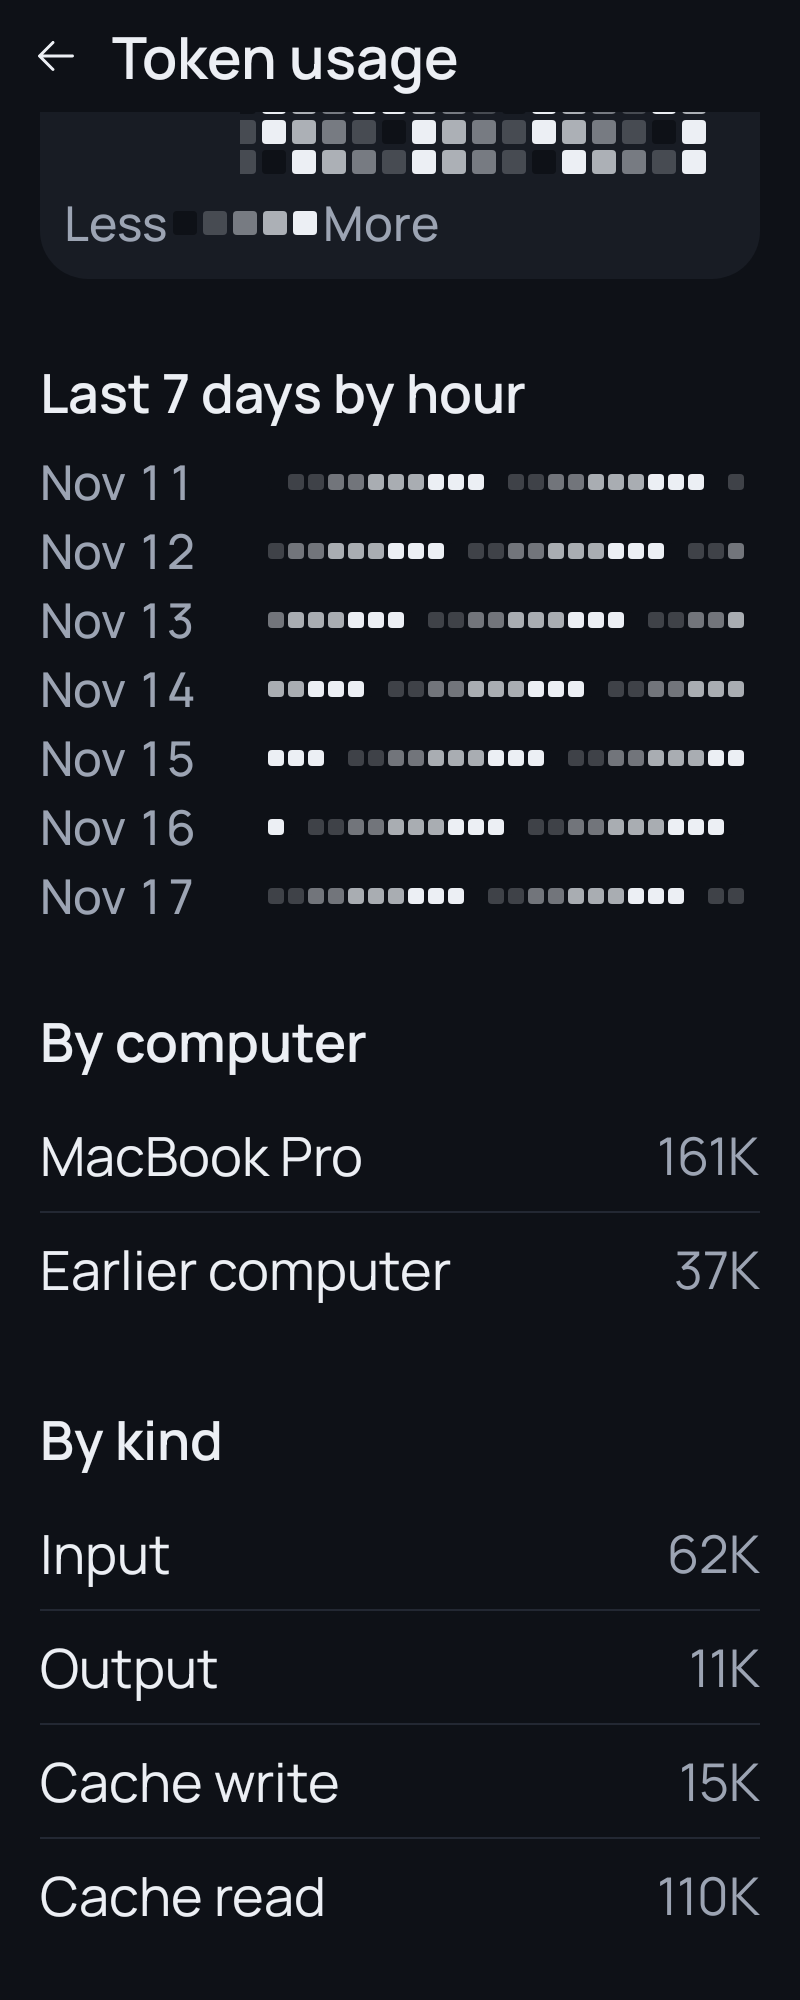 Token usage
Less More
Last 7 days by hour
Nov 11
Nov 12
Nov 13
Nov 14
Nov 15
Nov 16
Nov 17
By computer
MacBook Pro 161K
Earlier computer 37K
By kind
Input 62K
Output 11K
Cache write 15K
Cache read 110K